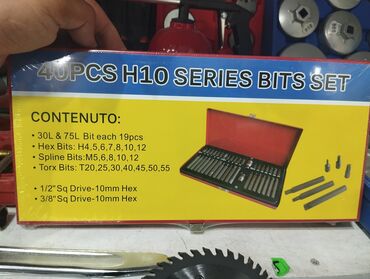 40PCS H10 SERIES BITS SET
CONTENUTO:
• 30L & 75L Bit each 19pcs
• Hex Bits: H4,5,6,7,8,10,12
• Spline Bits:M5,6,8,10,12
• Torx Bits: T20,25,30,40,45,50,55
• 1/2"Sq Drive-10mm Hex
• 3/8"Sq Drive-10mm Hex